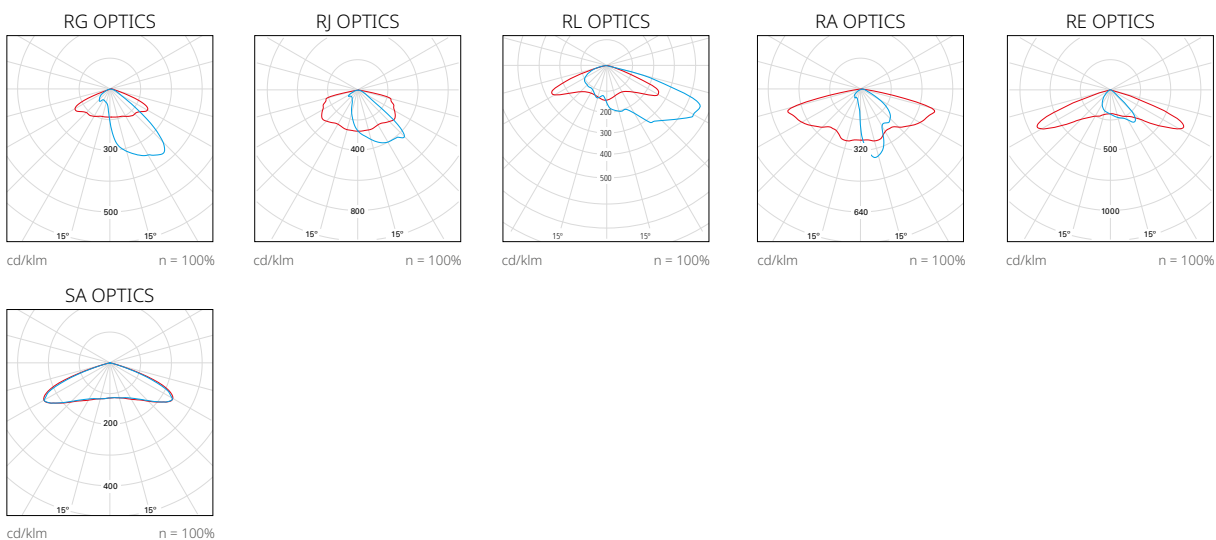 RG OPTICS
300
500
15° 15°
cd/klm n = 100%
RJ OPTICS
400
800
15° 15°
cd/klm n = 100%
RL OPTICS
200
300
400
500
15° 15°
cd/klm n = 100%
RA OPTICS
320
640
15° 15°
cd/klm n = 100%
RE OPTICS
500
1000
15° 15°
cd/klm n = 100%
SA OPTICS
200
400
15° 15°
cd/klm n = 100%